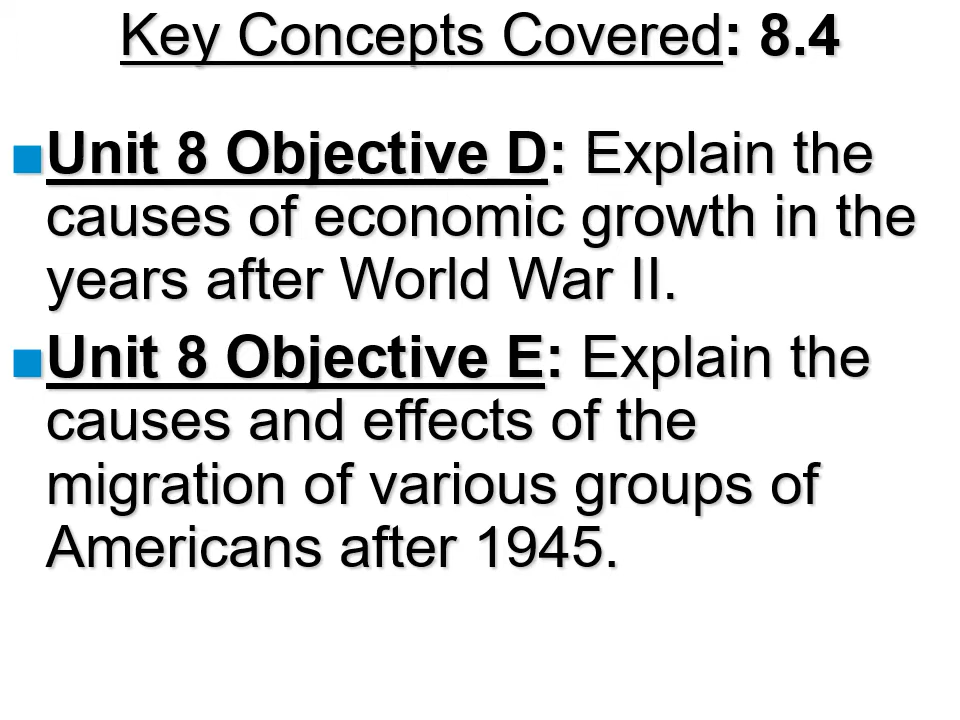 Key Concepts Covered: 8.4
■Unit 8 Objective D: Explain the
causes of economic growth in the
years after World War II.
■Unit 8 Objective E: Explain the
causes and effects of the
migration of various groups of
Americans after 1945.